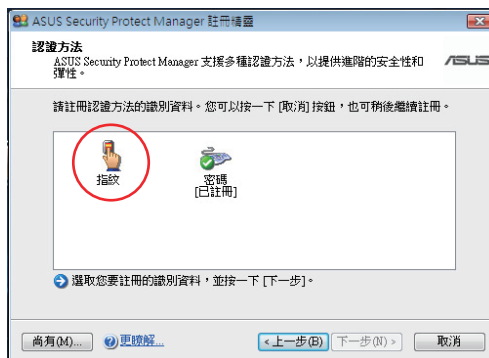 ASUS Security Protect Manager 註冊精靈
認證方法
ASUS Security Protect Manager 支援多種認證方法，以提供進階的安全性和
彈性。
ASUS
請註冊認證方法的識別資料。您可以按一下 [取消] 按鈕，也可稍後繼續註冊。
指紋
密碼
[已註冊]
選取您要註冊的識別資料，並按一下 [下一步]。
尚有(M)...
更瞭解...
<上一步(B)
下一步(N) >
取消